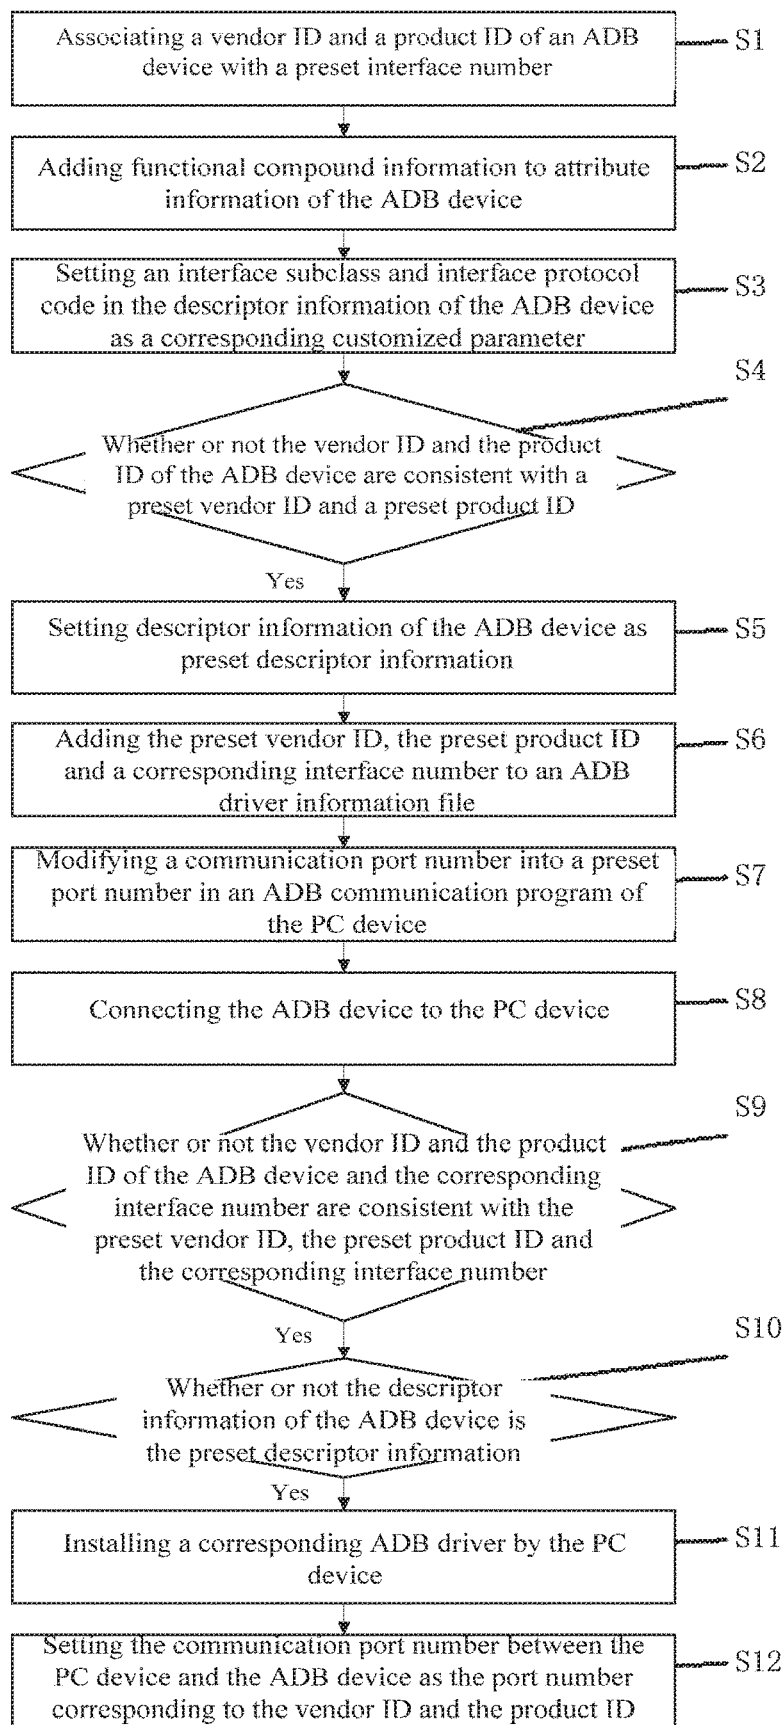 Associating a vendor ID and a product ID of an ADB
device with a preset interface number
S1
Adding functional compound information to attribute
information of the ADB device
S2
Setting an interface subclass and interface protocol
code in the descriptor information of the ADB device
as a corresponding customized parameter
S3
S4
Whether or not the vendor ID and the product
ID of the ADB device are consistent with a
preset vendor ID and a preset product ID
Yes
Setting descriptor information of the ADB device as
preset descriptor information
S5
Adding the preset vendor ID, the preset product ID
and a corresponding interface number to an ADB
driver information file
S6
Modifying a communication port number into a preset
port number in an ADB communication program of
the PC device
S7
Connecting the ADB device to the PC device
S8
S9
Whether or not the vendor ID and the product
ID of the ADB device and the corresponding
interface number are consistent with the
preset vendor ID, the preset product ID and
the corresponding interface number
Yes
S10
Whether or not the descriptor
information of the ADB device is
the preset descriptor information
Yes
Installing a corresponding ADB driver by the PC
device
S11
Setting the communication port number between the
PC device and the ADB device as the port number
corresponding to the vendor ID and the product ID
S12